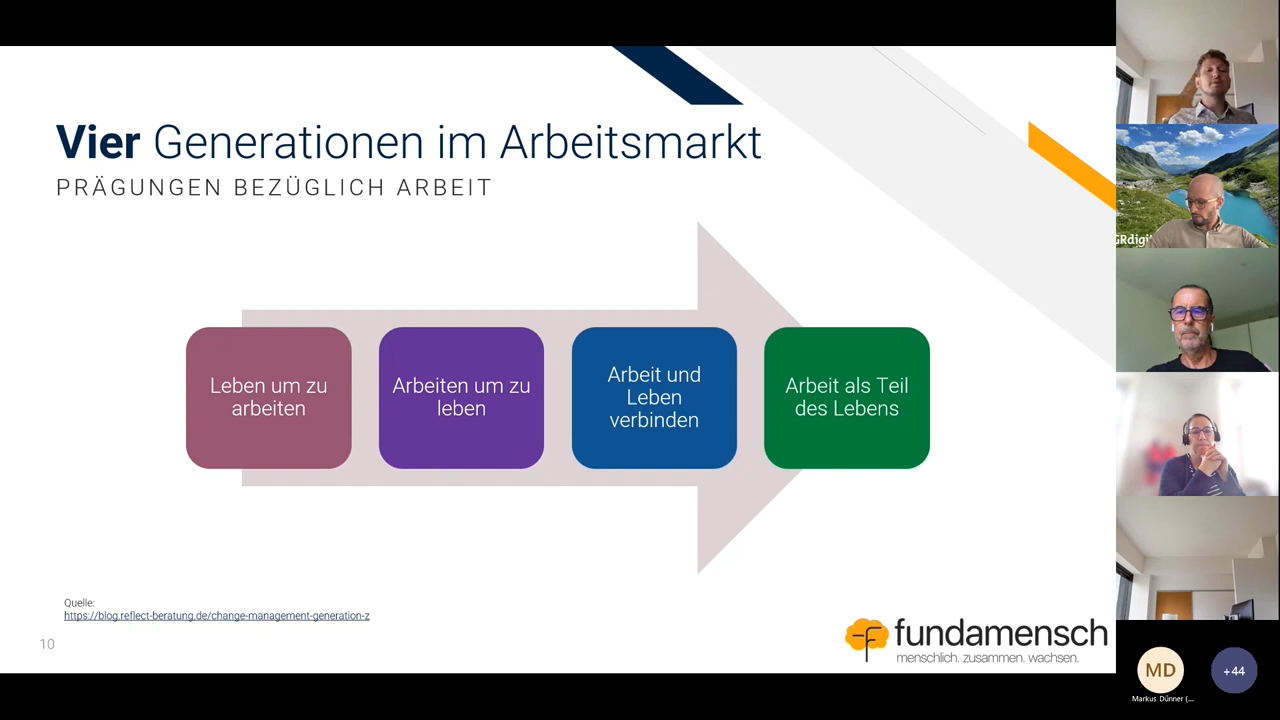 Vier Generationen im Arbeitsmarkt
PRÄGUNGEN BEZÜGLICH ARBEIT
Leben um zu
arbeiten
Arbeiten um zu
leben
Arbeit und
Leben
verbinden
Arbeit als Teil
des Lebens
Quelle:
https://blog.reflect-beratung.de/change-management-generation-z
10
fundamensch
menschlich. zusammen. wachsen.
GRdigi
MD
+44
Markus Dünner (...